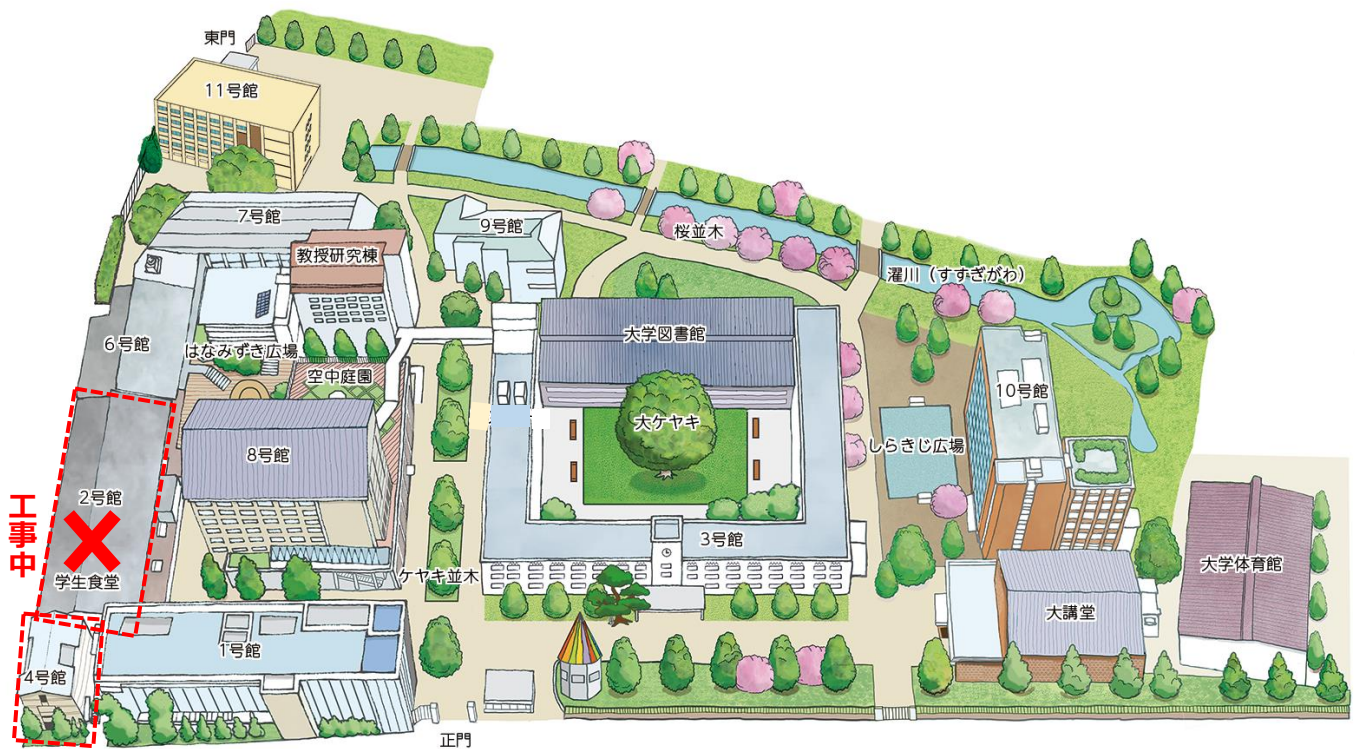 東門
11号館
7号館
9号館
教授研究棟
桜並木
濯川(すすぎがわ)
6号館
はなみずき広場
空中庭園
大学図書館
10号館
大ケヤキ
しらきじ広場
8号館
2号館
工事中
学生食堂
ケヤキ並木
3号館
大学体育館
大講堂
1号館
4号館
正門